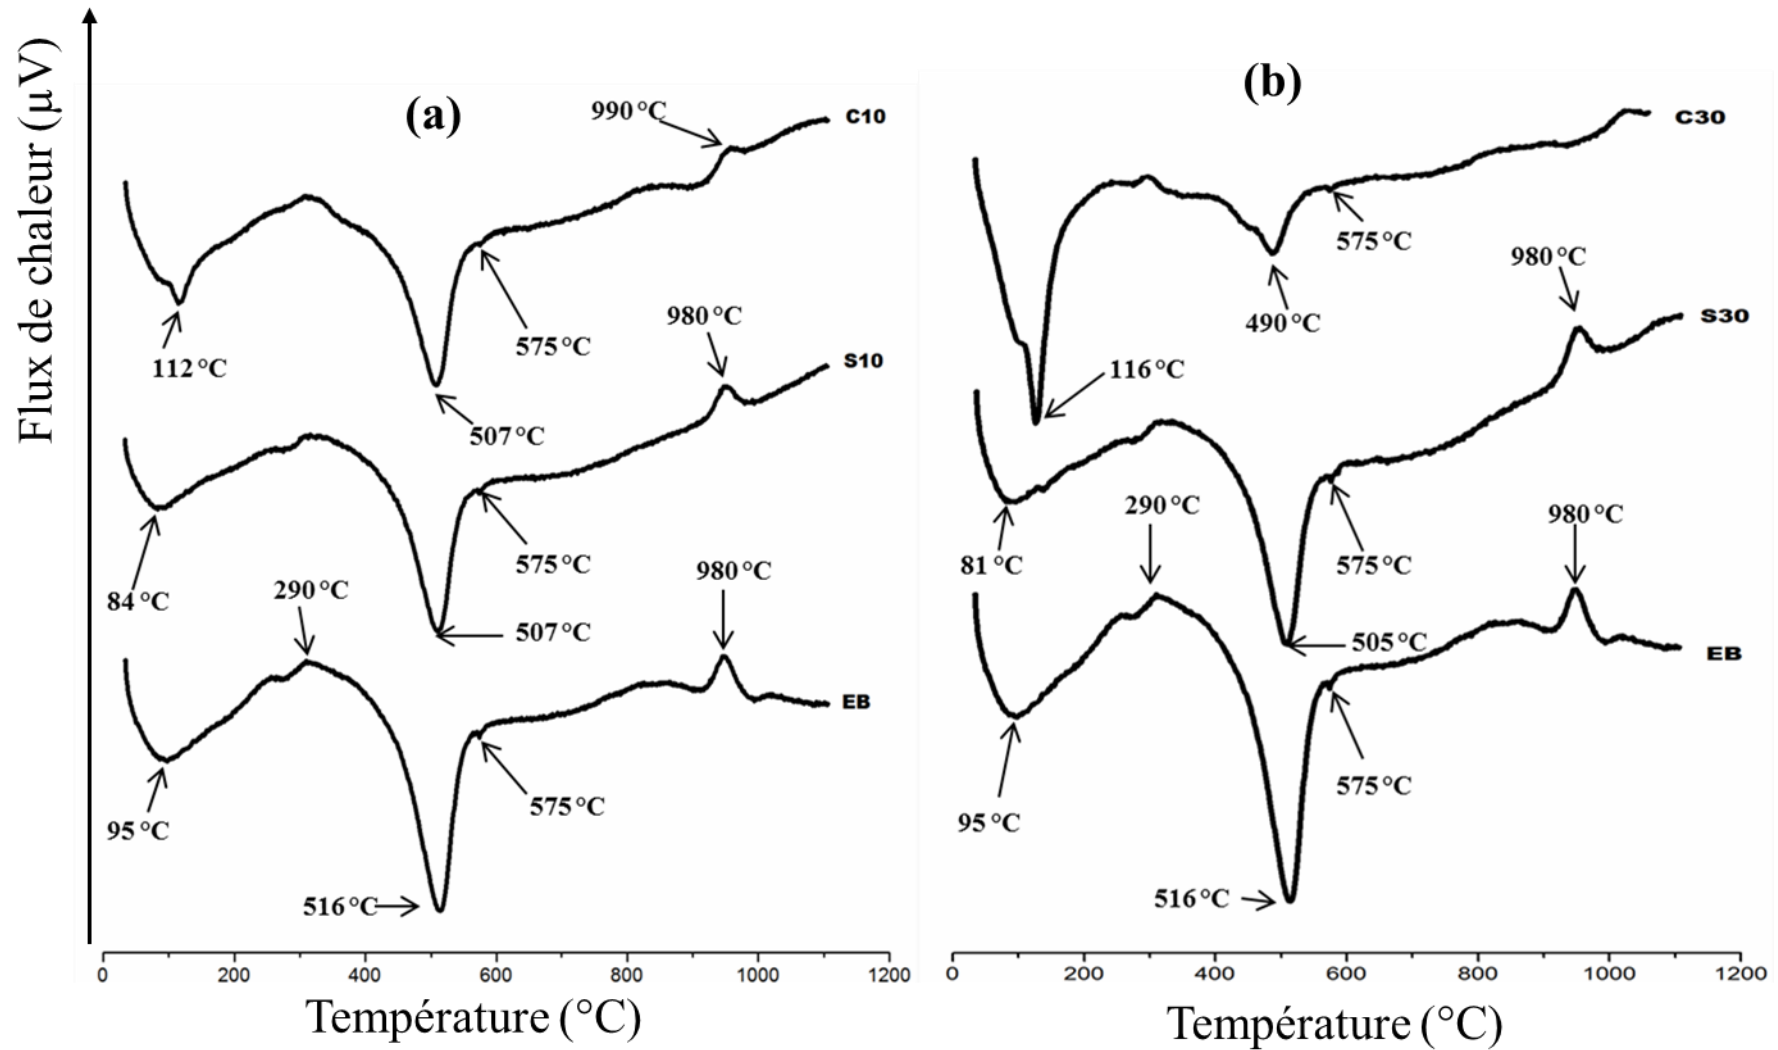 Flux de chaleur (µ V)
(a)
990 °C
C10
112 °C
575 °C
507 °C
980 °C
S10
84 °C
575 °C
507 °C
290 °C
980 °C
EB
95 °C
575 °C
516 °C
0 200 400 600 800 1000 1200
Température (°C)
(b)
C30
575 °C
490 °C
116 °C
980 °C
S30
81 °C
575 °C
505 °C
290 °C
980 °C
EB
95 °C
575 °C
516 °C
0 200 400 600 800 1000 1200
Température (°C)